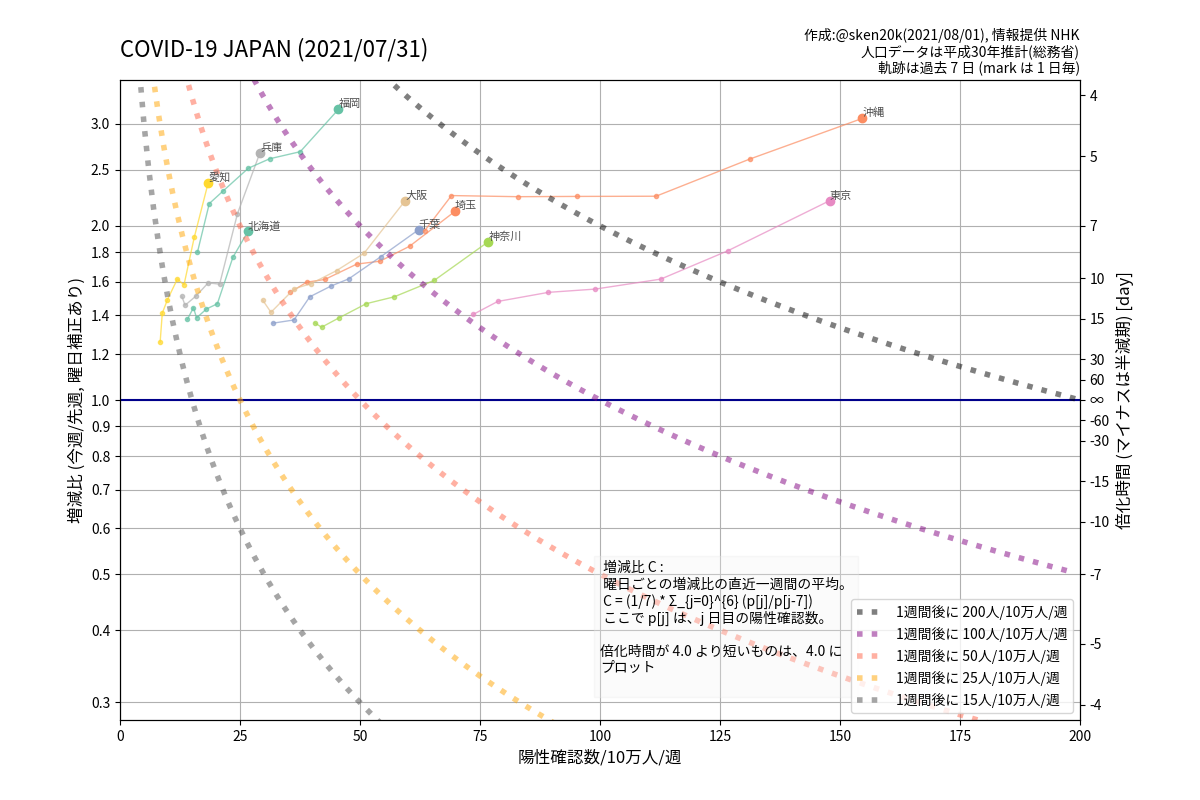 COVID-19 JAPAN (2021/07/31)
作成:@sken20k(2021/08/01), 情報提供 NHK
人口データは平成30年推計(総務省)
軌跡は過去 7 日 (mark は 1 日毎)
増減比 (今週/先週, 曜日補正あり)
3.0
2.5
2.0
1.8
1.6
1.4
1.2
1.0
0.9
0.8
0.7
0.6
0.5
0.4
0.3
福岡
沖縄
兵庫
愛知
大阪
東京
埼玉
北海道
千葉
神奈川
4
5
7
10
15
30
60
∞
-60
-30
-15
-10
-7
-5
-4
倍化時間 (マイナスは半減期) [day]
増減比 C :
曜日ごとの増減比の直近一週間の平均。
C = (1/7) * Σ_{j=0}^{6} (p[j]/p[j-7])
ここで p[j] は、j 日目の陽性確認数。
倍化時間が 4.0 より短いものは、4.0 に
プロット
1週間後に 200人/10万人/週
1週間後に 100人/10万人/週
1週間後に 50人/10万人/週
1週間後に 25人/10万人/週
1週間後に 15人/10万人/週
0 25 50 75 100 125 150 175 200
陽性確認数/10万人/週